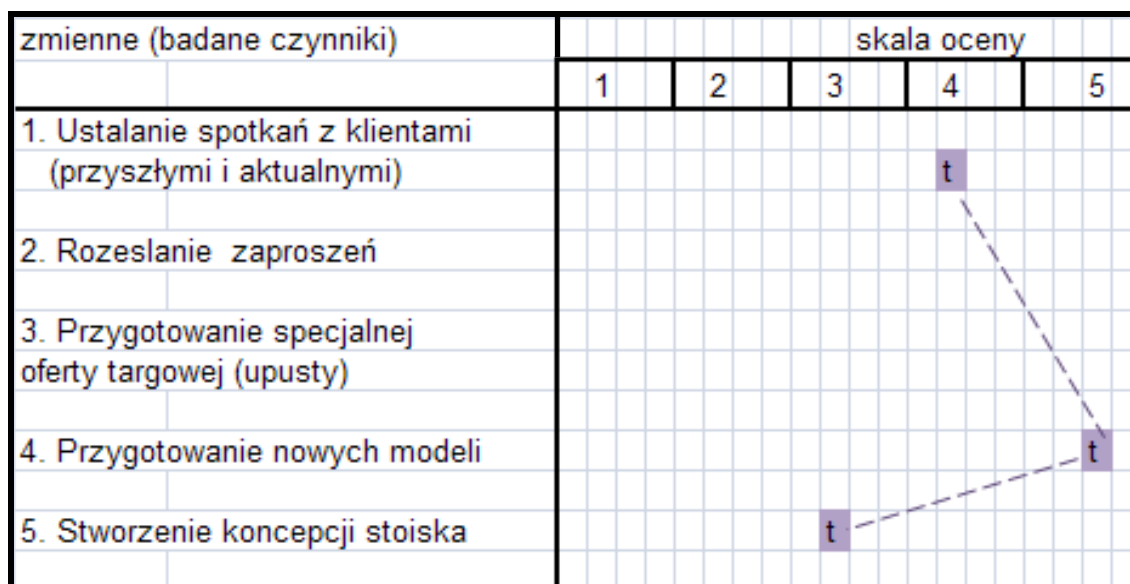 zmienne (badane czynniki) skala oceny
1 2 3 4 5
1. Ustalanie spotkań z klientami
(przyszłymi i aktualnymi) t
2. Rozeslanie zaproszeń
3. Przygotowanie specjalnej
oferty targowej (upusty)
4. Przygotowanie nowych modeli t
5. Stworzenie koncepcji stoiska t